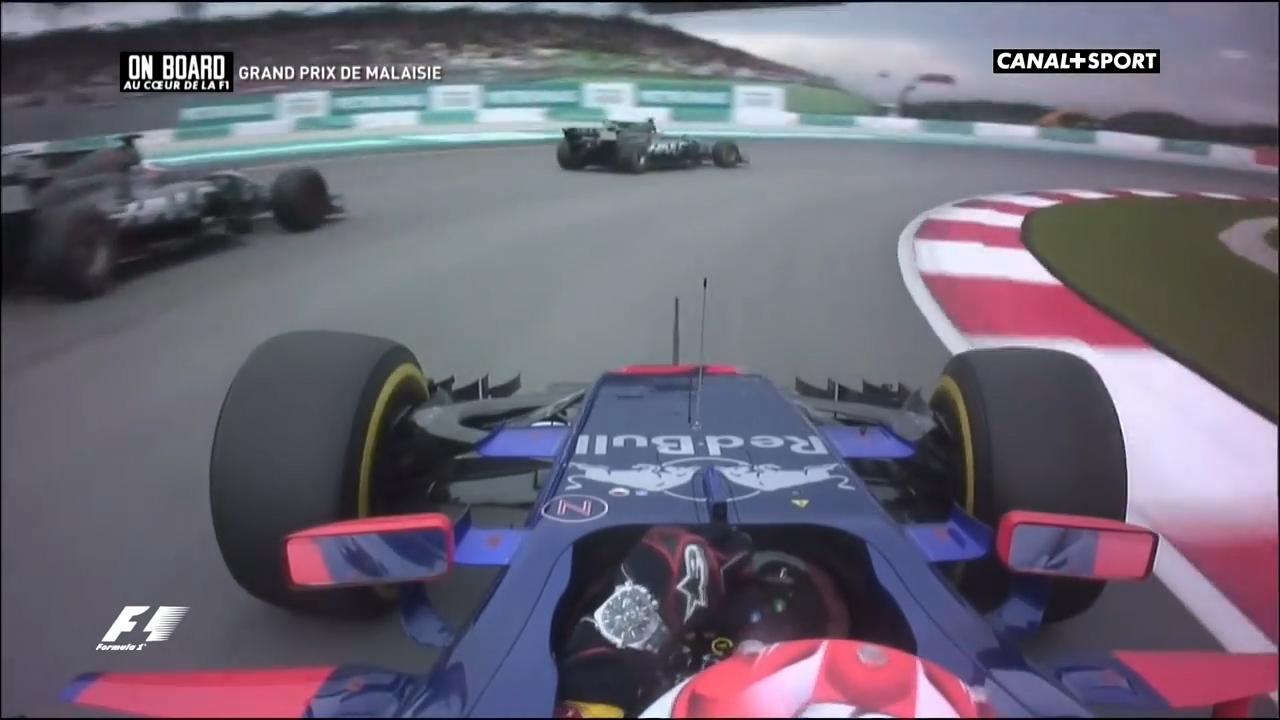 ON BOARD
AU CŒUR DE LA F1
GRAND PRIX DE MALAISIE
CANAL+SPORT
Red Bull
F1
Formula 1